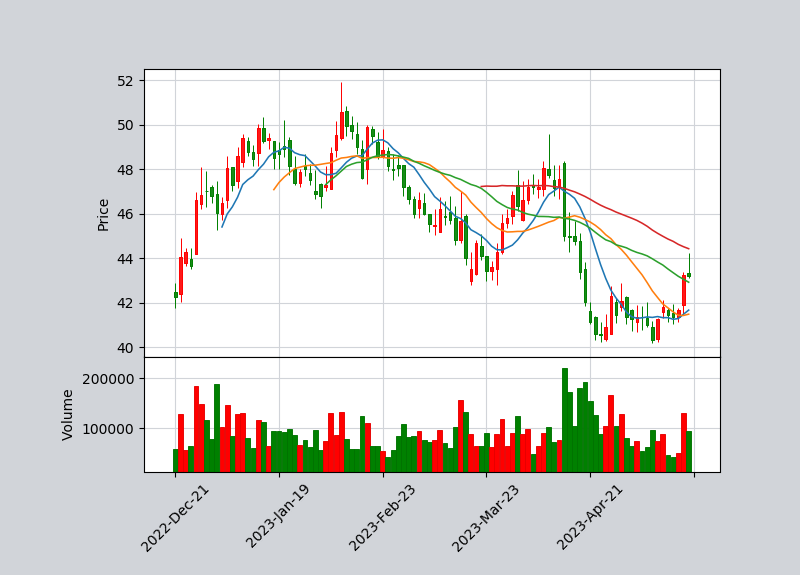 52
50
48
46
44
42
40
Price
200000
100000
Volume
2022-Dec-21
2023-Jan-19
2023-Feb-23
2023-Mar-23
2023-Apr-21